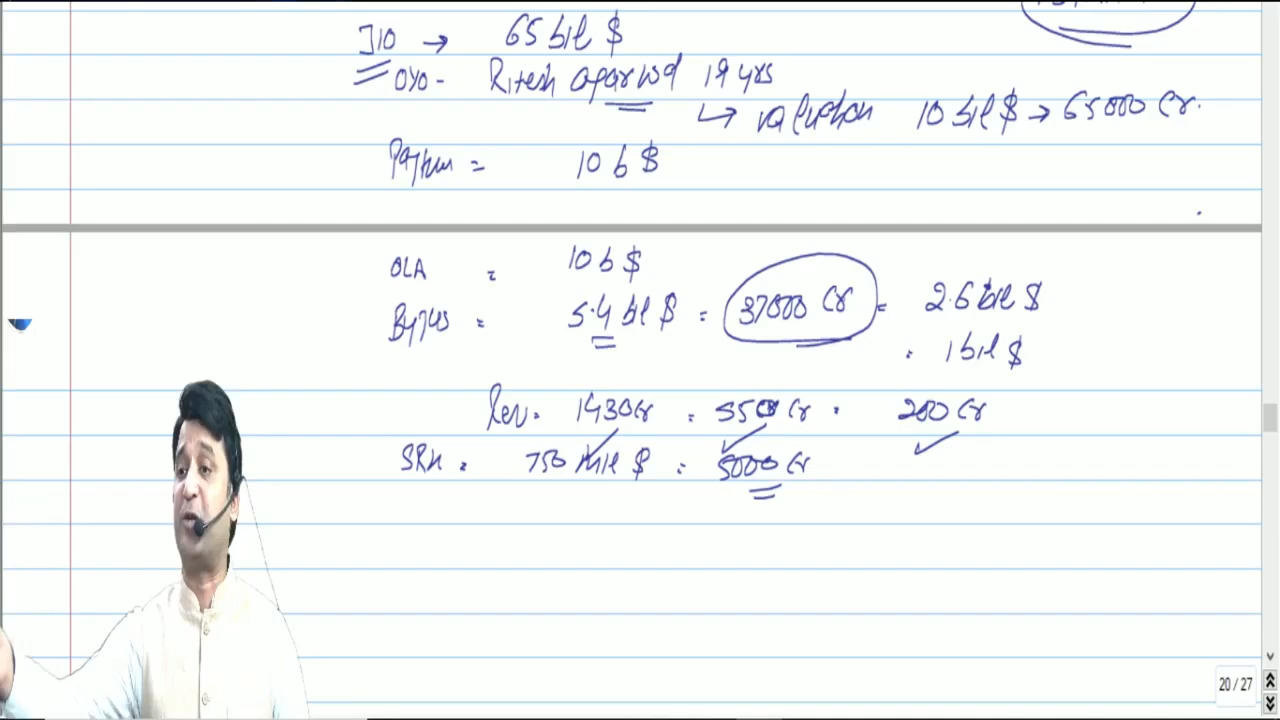 JIO → 65 bil $
OYO - Ritesh agarwal 19 yrs
↳ valuation 10 bil $ → 65000 Cr.
Paytm = 10 b $
OLA = 10 b $
Byjus = 5.4 bil $ = 37000 Cr = 2.6 bil $
= 1 bil $
Rev = 1430 Cr = 550 Cr = 200 Cr
SRH = 750 mil $ = 5000 Cr
20 / 27